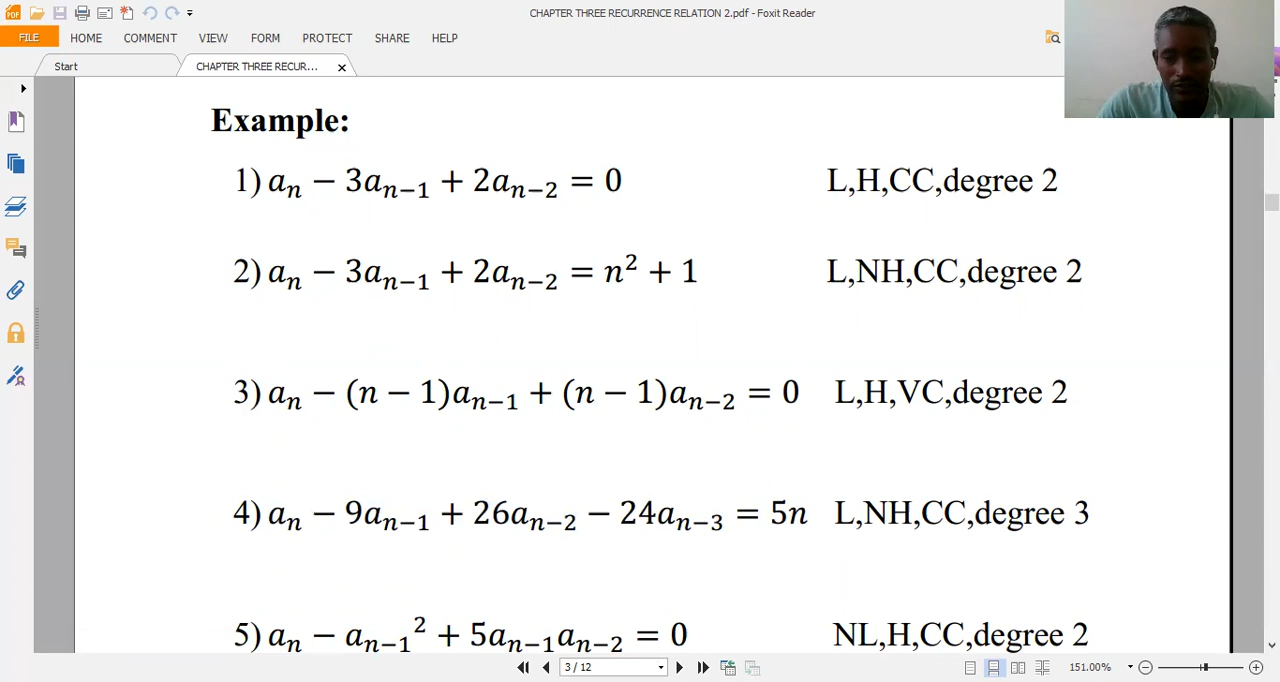 CHAPTER THREE RECURRENCE RELATION 2.pdf - Foxit Reader
FILE HOME COMMENT VIEW FORM PROTECT SHARE HELP
Start CHAPTER THREE RECUR... x
Example:
1) aₙ − 3aₙ₋₁ + 2aₙ₋₂ = 0 L,H,CC,degree 2
2) aₙ − 3aₙ₋₁ + 2aₙ₋₂ = n² + 1 L,NH,CC,degree 2
3) aₙ − (n − 1)aₙ₋₁ + (n − 1)aₙ₋₂ = 0 L,H,VC,degree 2
4) aₙ − 9aₙ₋₁ + 26aₙ₋₂ − 24aₙ₋₃ = 5n L,NH,CC,degree 3
5) aₙ − aₙ₋₁² + 5aₙ₋₁aₙ₋₂ = 0 NL,H,CC,degree 2
3 / 12 151.00%